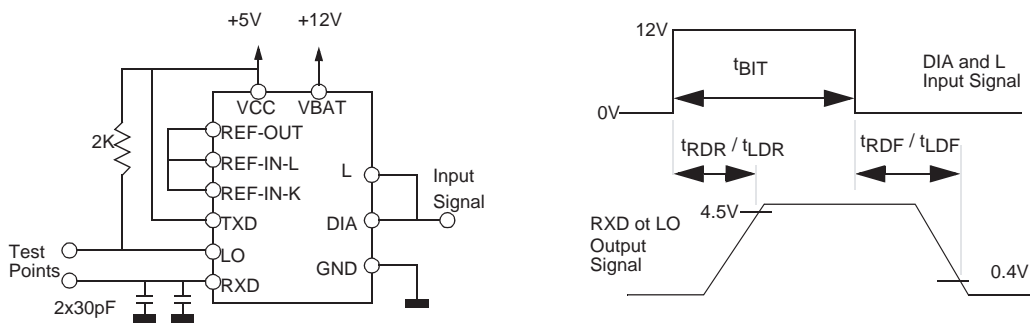 +5V
+12V
VCC
VBAT
2K
REF-OUT
REF-IN-L
REF-IN-K
TXD
LO
RXD
L
DIA
GND
Input
Signal
Test
Points
2x30pF
12V
0V
tBIT
DIA and L
Input Signal
tRDR / tLDR
tRDF / tLDF
4.5V
RXD ot LO
Output
Signal
0.4V